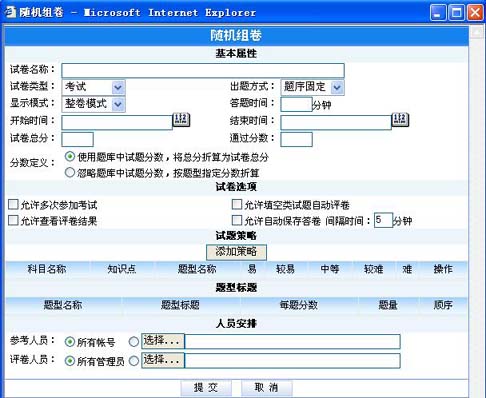 随机组卷 - Microsoft Internet Explorer
随机组卷
基本属性
试卷名称：
试卷类型： 考试 出题方式： 题序固定
显示模式： 整卷模式 答题时间： 分钟
开始时间： 结束时间：
试卷总分： 通过分数：
分数定义： 使用题库中试题分数，将总分折算为试卷总分
忽略题库中试题分数，按题型指定分数折算
试卷选项
允许多次参加考试 允许填空类试题自动评卷
允许查看评卷结果 允许自动保存答卷 间隔时间： 5 分钟
试题策略
添加策略
科目名称 知识点 题型名称 易 较易 中等 较难 难 操作
题型标题
题型名称 题型标题 每题分数 题量 顺序
人员安排
参考人员： 所有帐号 选择...
评卷人员： 所有管理员 选择...
提 交 取 消